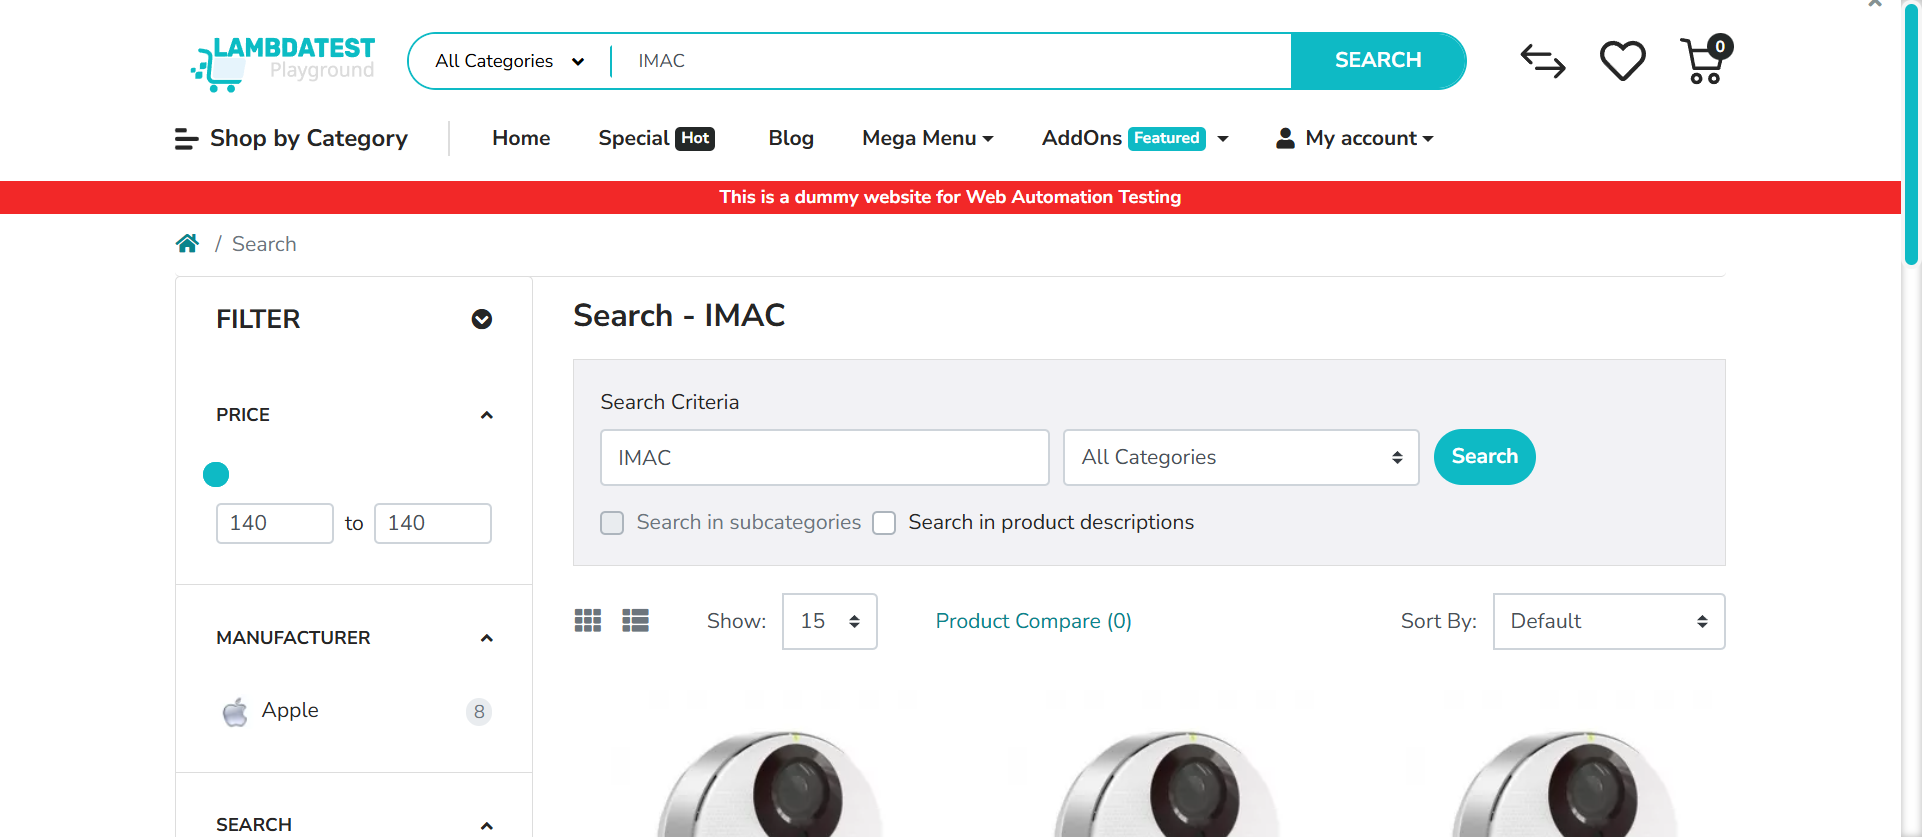 LAMBDATEST
Playground
All Categories
IMAC
SEARCH
0
Shop by Category
Home
Special Hot
Blog
Mega Menu
AddOns Featured
My account
This is a dummy website for Web Automation Testing
/ Search
FILTER
PRICE
140 to 140
MANUFACTURER
Apple 8
SEARCH
Search - IMAC
Search Criteria
IMAC
All Categories
Search
Search in subcategories
Search in product descriptions
Show: 15
Product Compare (0)
Sort By: Default